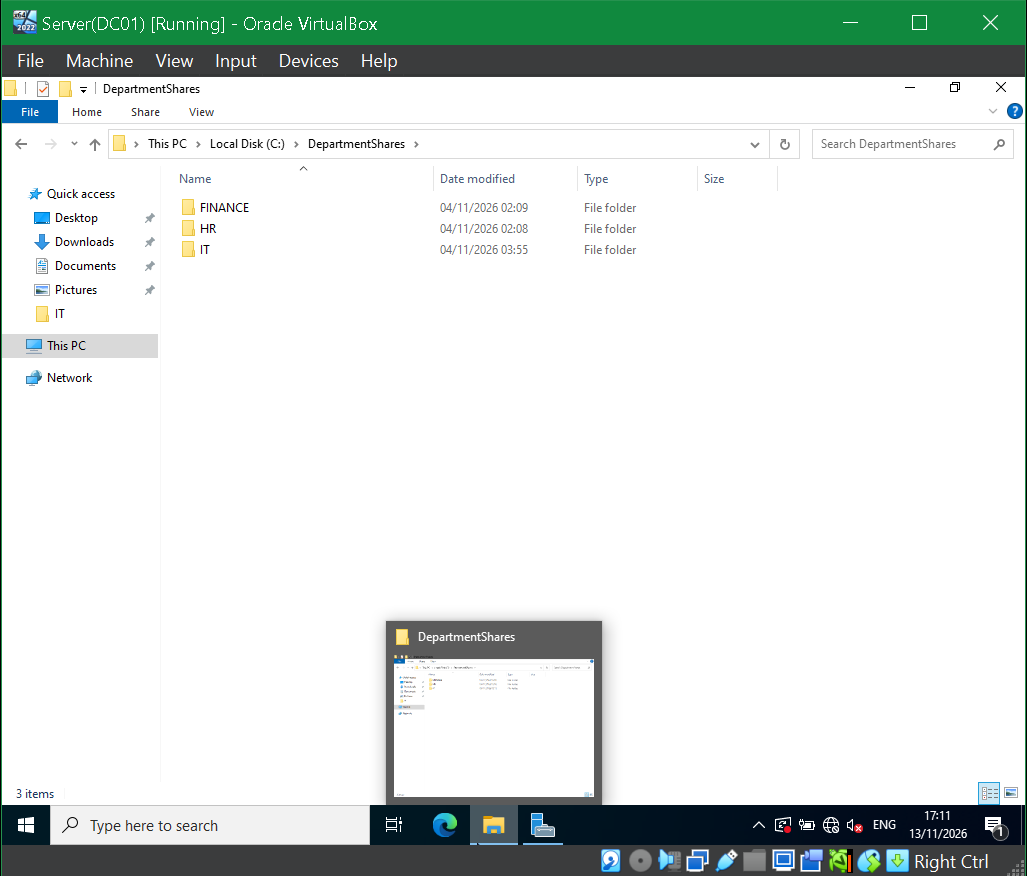 x64
2022
Server(DC01) [Running] - Oracle VirtualBox
File Machine View Input Devices Help
DepartmentShares
File Home Share View
This PC Local Disk (C:) DepartmentShares
Search DepartmentShares
Name Date modified Type Size
Quick access
Desktop
Downloads
Documents
Pictures
IT
This PC
Network
FINANCE 04/11/2026 02:09 File folder
HR 04/11/2026 02:08 File folder
IT 04/11/2026 03:55 File folder
DepartmentShares
3 items
Type here to search
ENG
17:11
13/11/2026
1
Right Ctrl